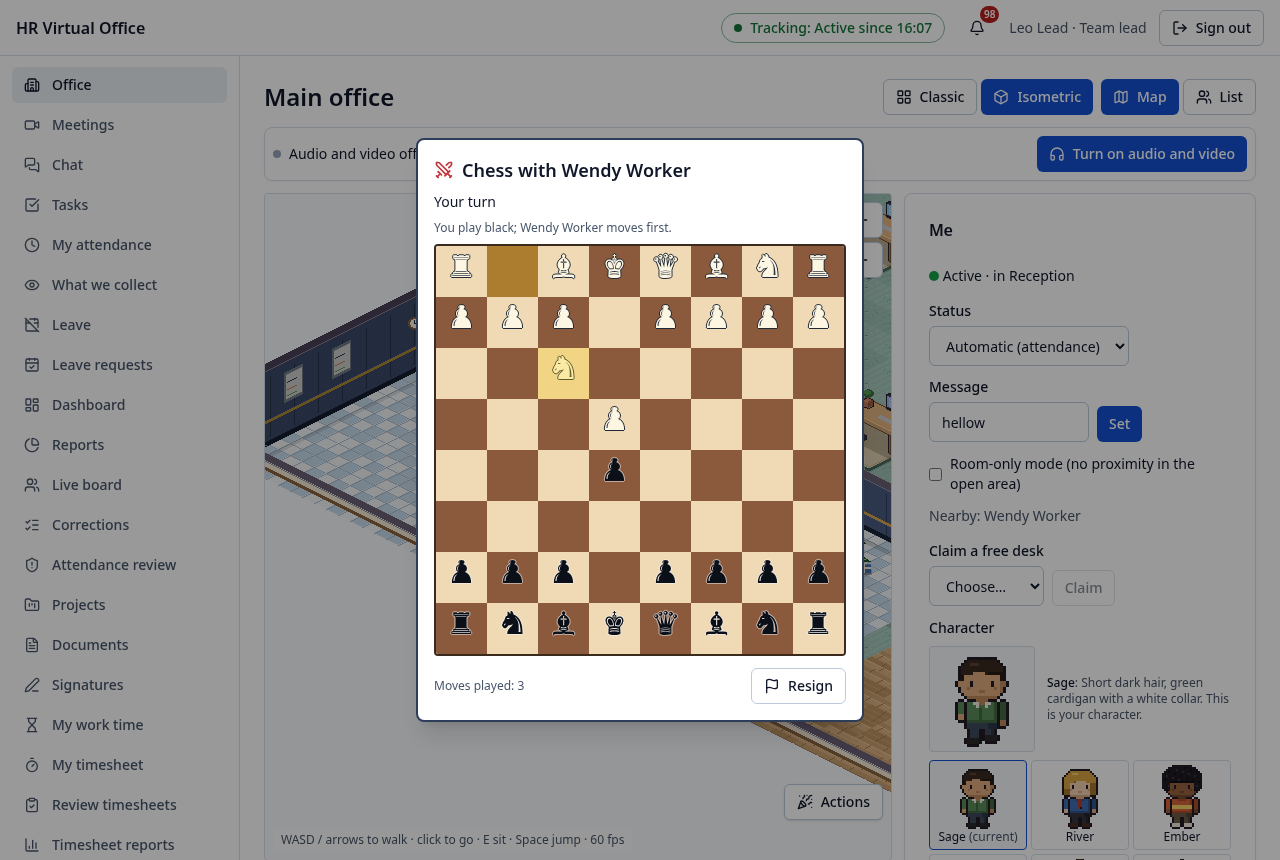 HR Virtual Office
Tracking: Active since 16:07
98
Leo Lead · Team lead
Sign out
Office
Meetings
Chat
Tasks
My attendance
What we collect
Leave
Leave requests
Dashboard
Reports
Live board
Corrections
Attendance review
Projects
Documents
Signatures
My work time
My timesheet
Review timesheets
Timesheet reports
Main office
Classic
Isometric
Map
List
Audio and video off
Turn on audio and video
Chess with Wendy Worker
Your turn
You play black; Wendy Worker moves first.
Moves played: 3
Resign
Actions
WASD / arrows to walk · click to go · E sit · Space jump · 60 fps
Me
Active · in Reception
Status
Automatic (attendance)
Message
hellow
Set
Room-only mode (no proximity in the
open area)
Nearby: Wendy Worker
Claim a free desk
Choose...
Claim
Character
Sage: Short dark hair, green
cardigan with a white collar. This
is your character.
Sage (current)
River
Ember